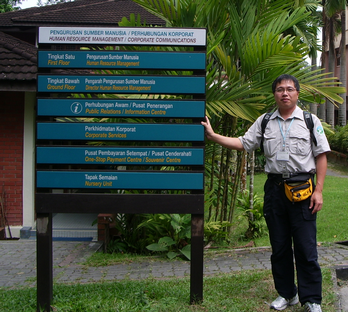 PENGURUSAN SUMBER MANUSIA / PERHUBUNGAN KORPORAT
HUMAN RESOURCE MANAGEMENT / CORPORATE COMMUNICATIONS
Tingkat Satu Pengurusan Sumber Manusia
First Floor Human Resource Management
Tingkat Bawah Pengarah Pengurusan Sumber Manusia
Ground Floor Director Human Resource Management
i Perhubungan Awam / Pusat Penerangan
Public Relations / Information Centre
Perkhidmatan Korporat
Corporate Services
Pusat Pembayaran Setempat / Pusat Cenderahati
One-Stop Payment Centre / Souvenir Centre
Tapak Semaian
Nursery Unit